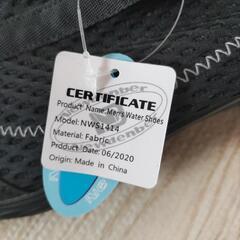 CERTIFICATE
Product Name:Men's Water Shoes
Model: NWS1414
Material: Fabric
Product Date: 06/2020
Origin: Made in China